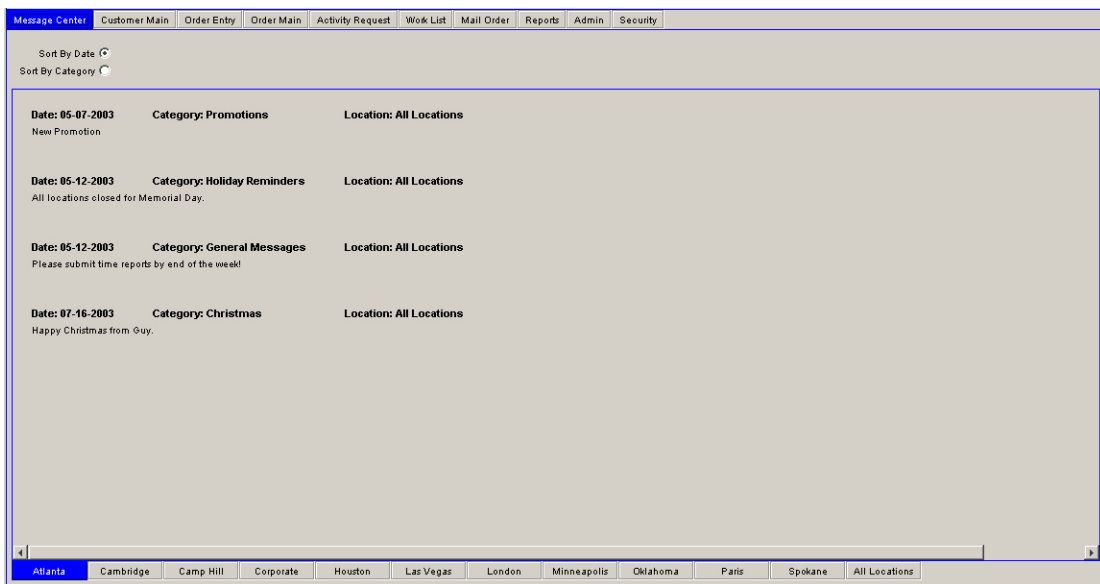 Message Center Customer Main Order Entry Order Main Activity Request Work List Mail Order Reports Admin Security
Sort By Date
Sort By Category
Date: 05-07-2003 Category: Promotions Location: All Locations
New Promotion
Date: 05-12-2003 Category: Holiday Reminders Location: All Locations
All locations closed for Memorial Day.
Date: 05-12-2003 Category: General Messages Location: All Locations
Please submit time reports by end of the week!
Date: 07-16-2003 Category: Christmas Location: All Locations
Happy Christmas from Guy.
Atlanta Cambridge Camp Hill Corporate Houston Las Vegas London Minneapolis Oklahoma Paris Spokane All Locations